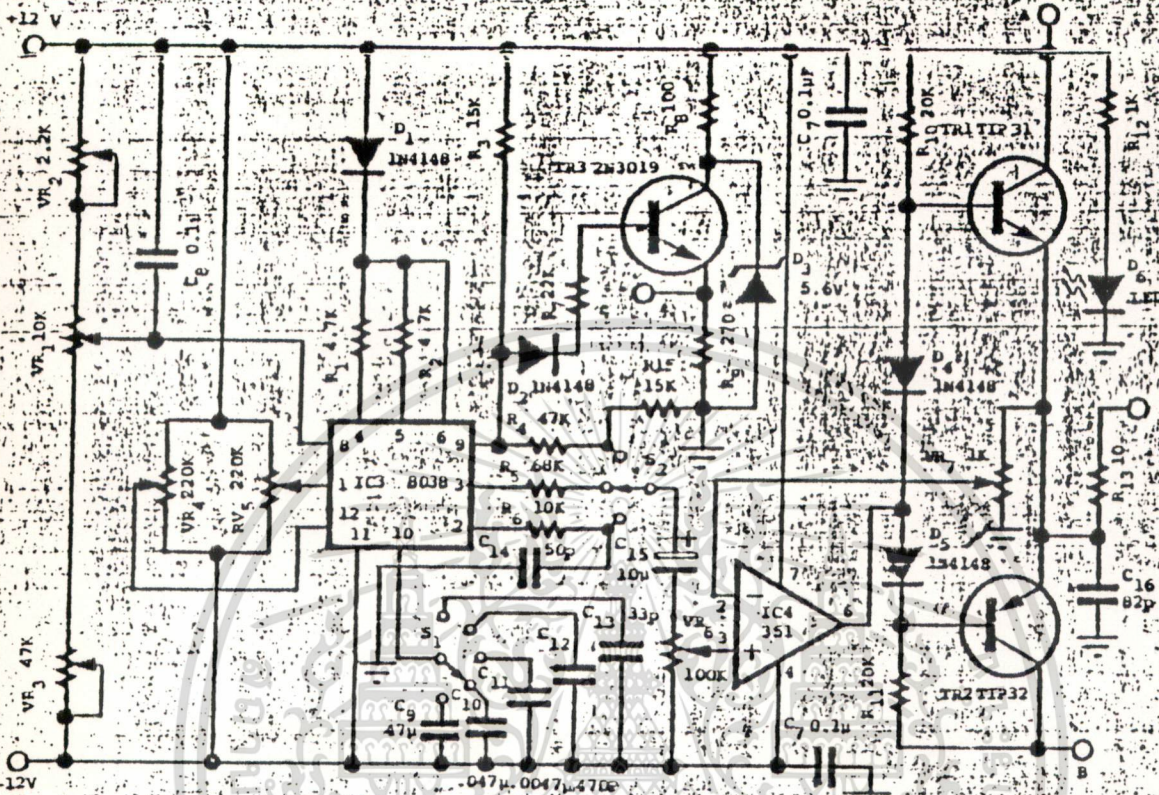 +12 V
A
VR2 2.2K
Ce 0.1u
D1
1N4148
R3 15K
TR3 2N3019
R8 100
C7 0.1µF
R10 20K
TR1 TIP31
R12 1K
D6
LED
VR1 10K
R1 4.7K
R2 4.7K
R7 22K
D2 1N4148
4
D3
5.6V
R9 270
R15
15K
D4
1N4148
VR7 1K
R13 10
8 4 5 6 9
1 IC3 8038 3
12 2
11 10
R4 47K
R5 68K
R6 10K
S2
VR4 220K
RV5 220K
C14 50p
C15
10µ
+
D5
1N4148
C16
82p
VR3 47K
S1
C9
47µ
C10
C11
C12
C13 33p
VR6
100K
2
3
IC4
351
7
6
4
R11 20K
TR2 TIP32
C7 0.1µ
B
-12V
.047µ .0047µ 470p